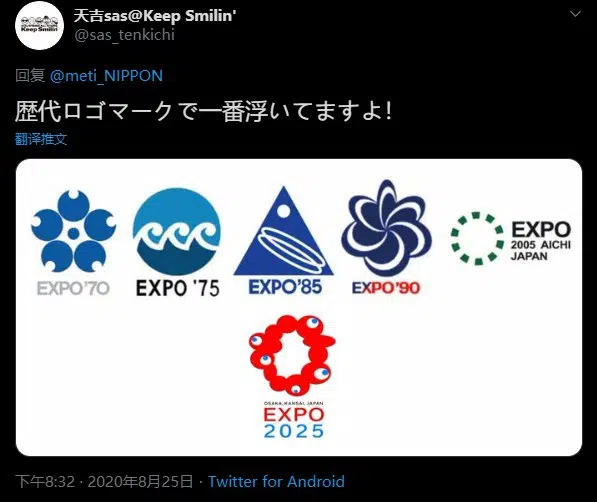 天吉sas@Keep Smilin'
@sas_tenkichi
回复 @meti_NIPPON
歴代ロゴマークで一番浮いてますよ!
翻译推文
EXPO'70
EXPO '75
EXPO'85
EXPO'90
EXPO
2005 AICHI
JAPAN
OSAKA, KANSAI, JAPAN
EXPO
2025
下午8:32 · 2020年8月25日 · Twitter for Android